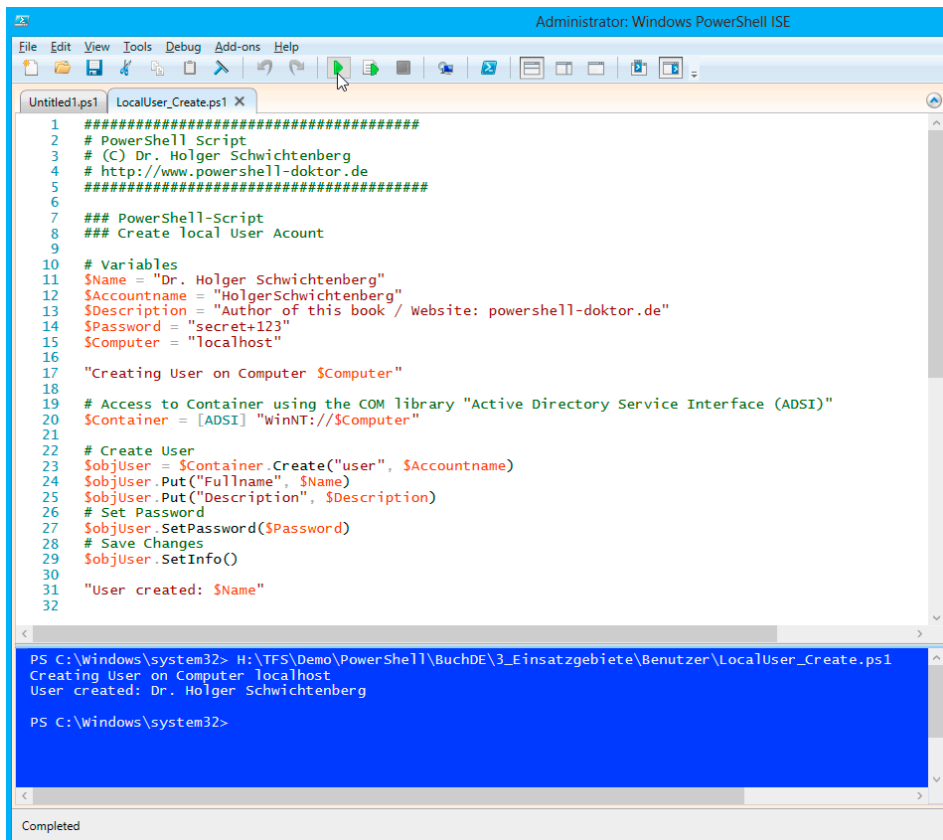 Administrator: Windows PowerShell ISE
File Edit View Tools Debug Add-ons Help
Untitled1.ps1 LocalUser_Create.ps1 X
1 #######################################
2 # PowerShell Script
3 # (C) Dr. Holger Schwichtenberg
4 # http://www.powershell-doktor.de
5 ########################################
6
7 ### PowerShell-Script
8 ### Create local User Acount
9
10 # Variables
11 $Name = "Dr. Holger Schwichtenberg"
12 $Accountname = "HolgerSchwichtenberg"
13 $Description = "Author of this book / Website: powershell-doktor.de"
14 $Password = "secret+123"
15 $Computer = "localhost"
16
17 "Creating User on Computer $Computer"
18
19 # Access to Container using the COM library "Active Directory Service Interface (ADSI)"
20 $Container = [ADSI] "WinNT://$Computer"
21
22 # Create User
23 $objUser = $Container.Create("user", $Accountname)
24 $objUser.Put("Fullname", $Name)
25 $objUser.Put("Description", $Description)
26 # Set Password
27 $objUser.SetPassword($Password)
28 # Save Changes
29 $objUser.SetInfo()
30
31 "User created: $Name"
32
PS C:\Windows\system32> H:\TFS\Demo\PowerShell\BuchDE\3_Einsatzgebiete\Benutzer\LocalUser_Create.ps1
Creating User on Computer localhost
User created: Dr. Holger Schwichtenberg
PS C:\Windows\system32>
Completed